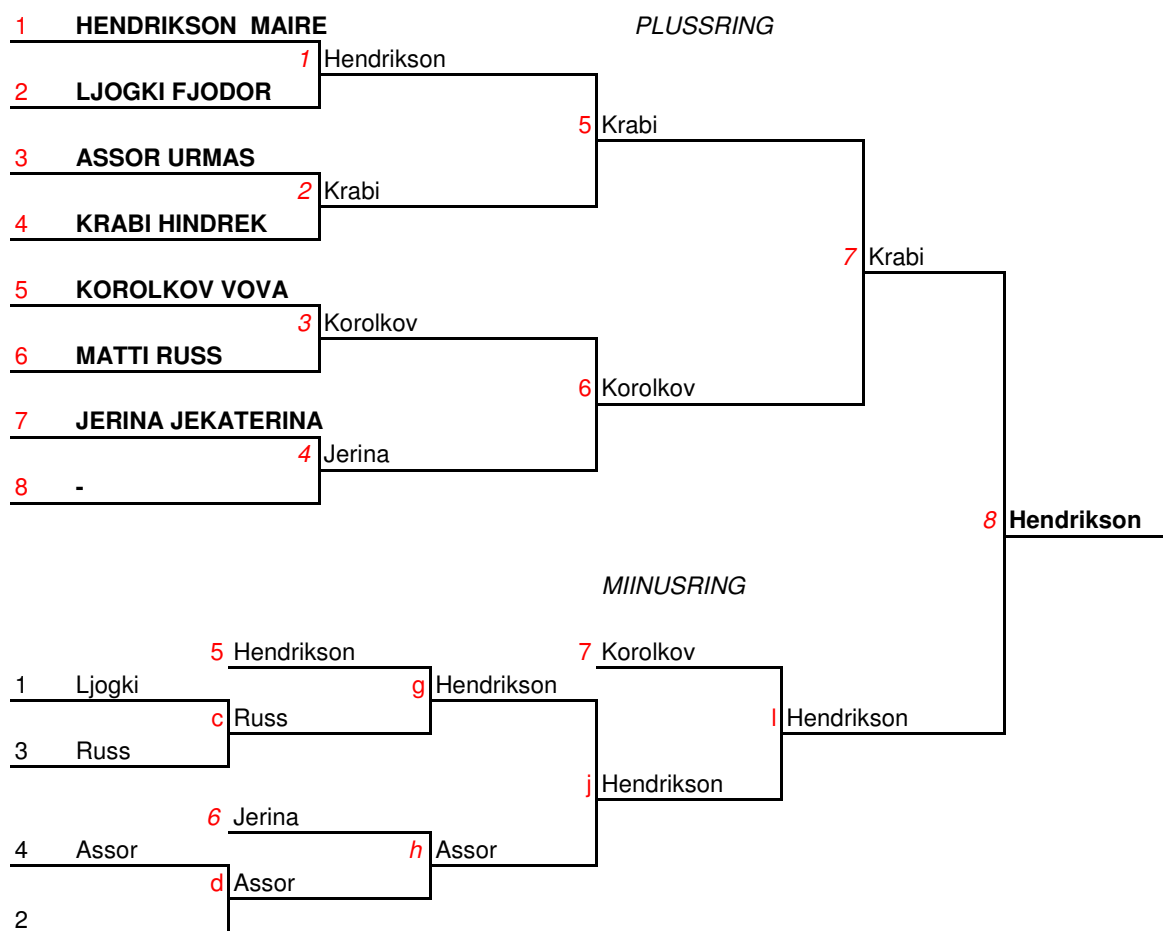 1 HENDRIKSON  MAIRE PLUSSRING
1 Hendrikson
2 LJOGKI FJODOR
5 Krabi
3 ASSOR URMAS
2 Krabi
4 KRABI HINDREK
7 Krabi
5 KOROLKOV VOVA
3 Korolkov
6 MATTI RUSS
6 Korolkov
7 JERINA JEKATERINA
4 Jerina
8 -
8 Hendrikson
MIINUSRING
5 Hendrikson 7 Korolkov
1 Ljogki g Hendrikson
c Russ l Hendrikson
3 Russ
j Hendrikson
6 Jerina
4 Assor h Assor
d Assor
2